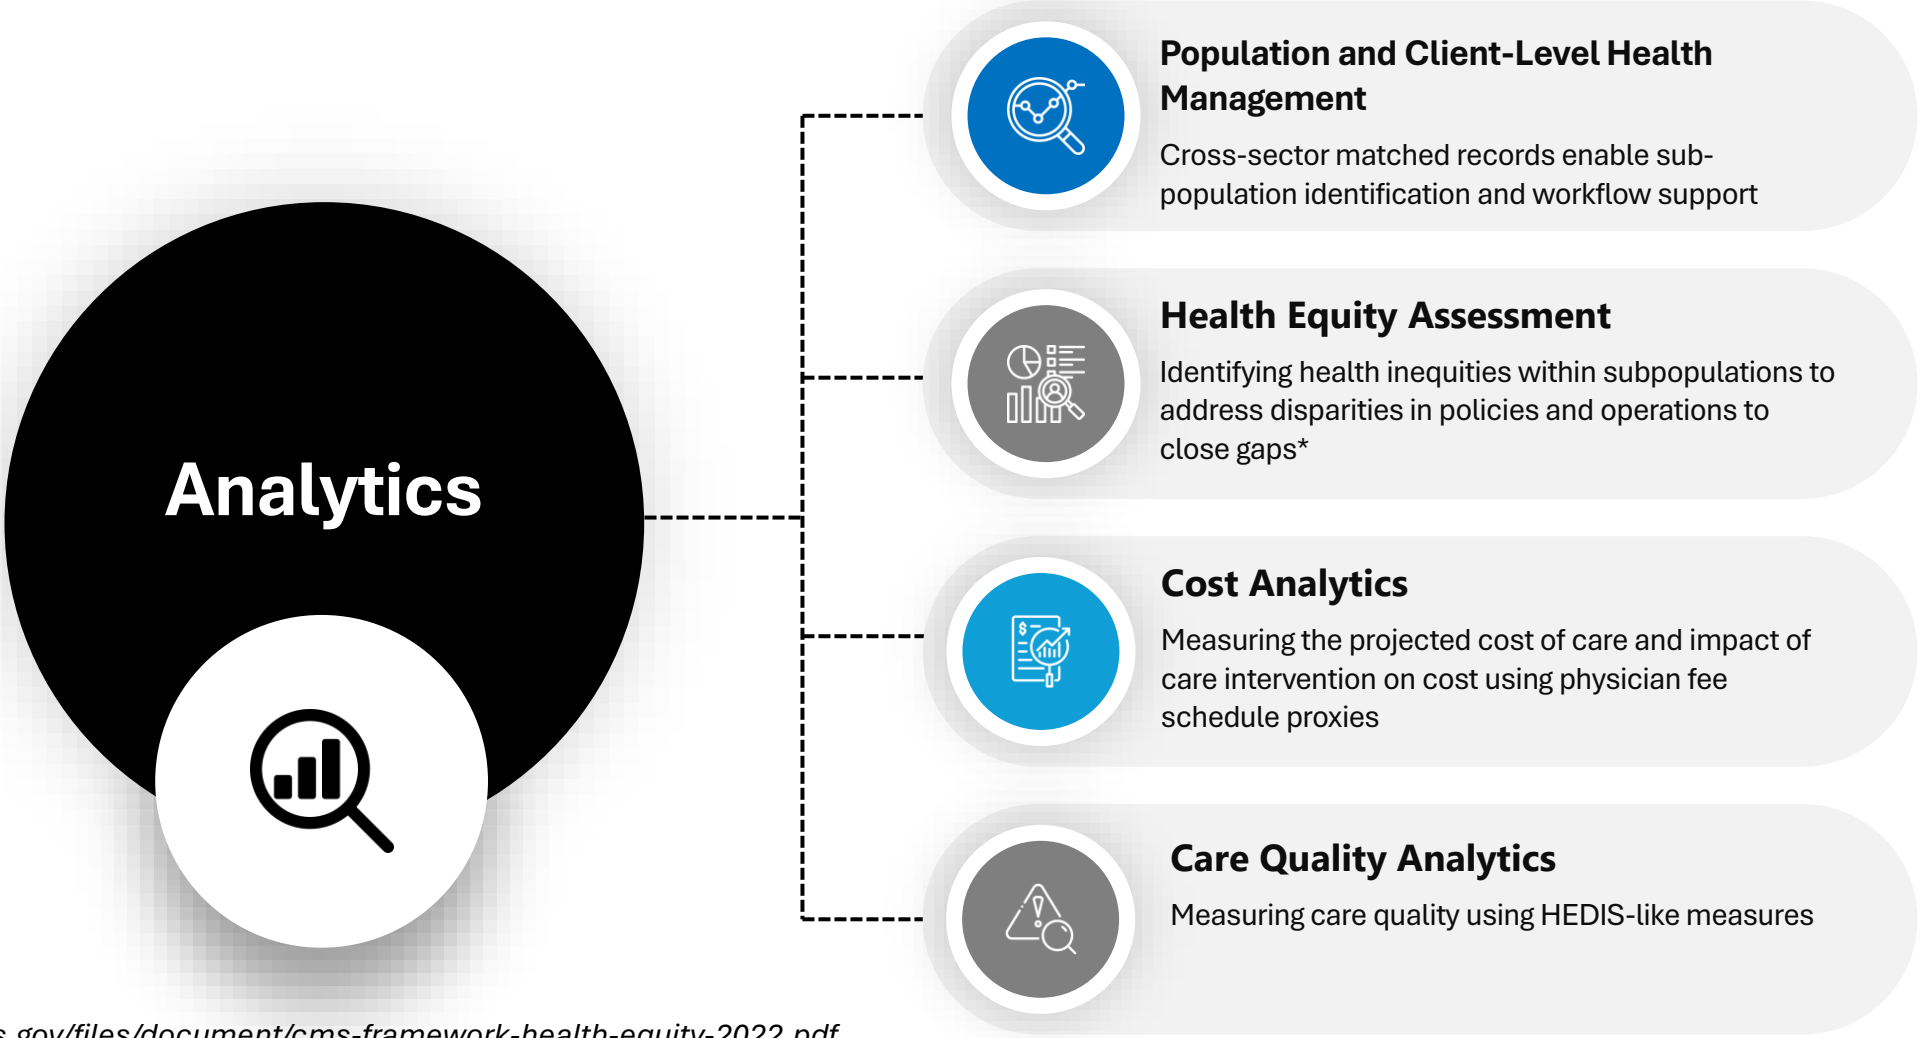 Analytics
Population and Client-Level Health
Management
Cross-sector matched records enable sub-
population identification and workflow support
Health Equity Assessment
Identifying health inequities within subpopulations to
address disparities in policies and operations to
close gaps*
Cost Analytics
Measuring the projected cost of care and impact of
care intervention on cost using physician fee
schedule proxies
Care Quality Analytics
Measuring care quality using HEDIS-like measures
s.gov/files/document/cms-framework-health-equity-2022.pdf